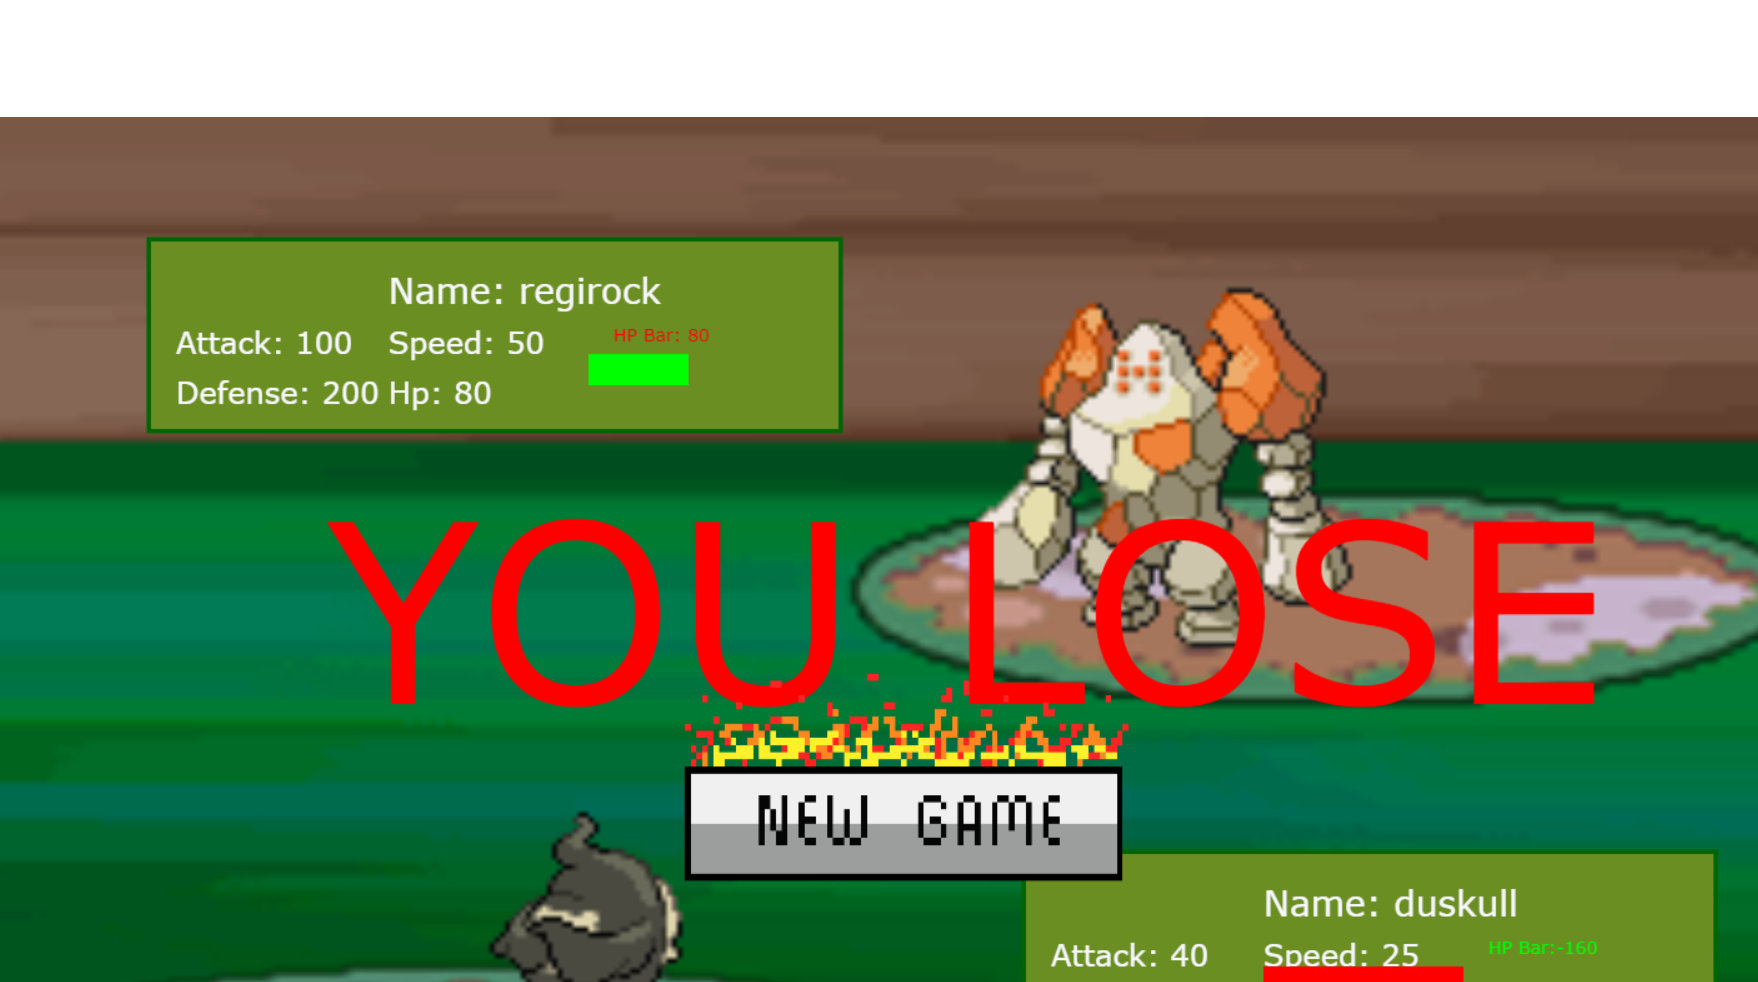 Name: regirock
Attack: 100 Speed: 50 HP Bar: 80
Defense: 200 Hp: 80
YOU LOSE
NEW GAME
Name: duskull
Attack: 40 Speed: 25 HP Bar:-160